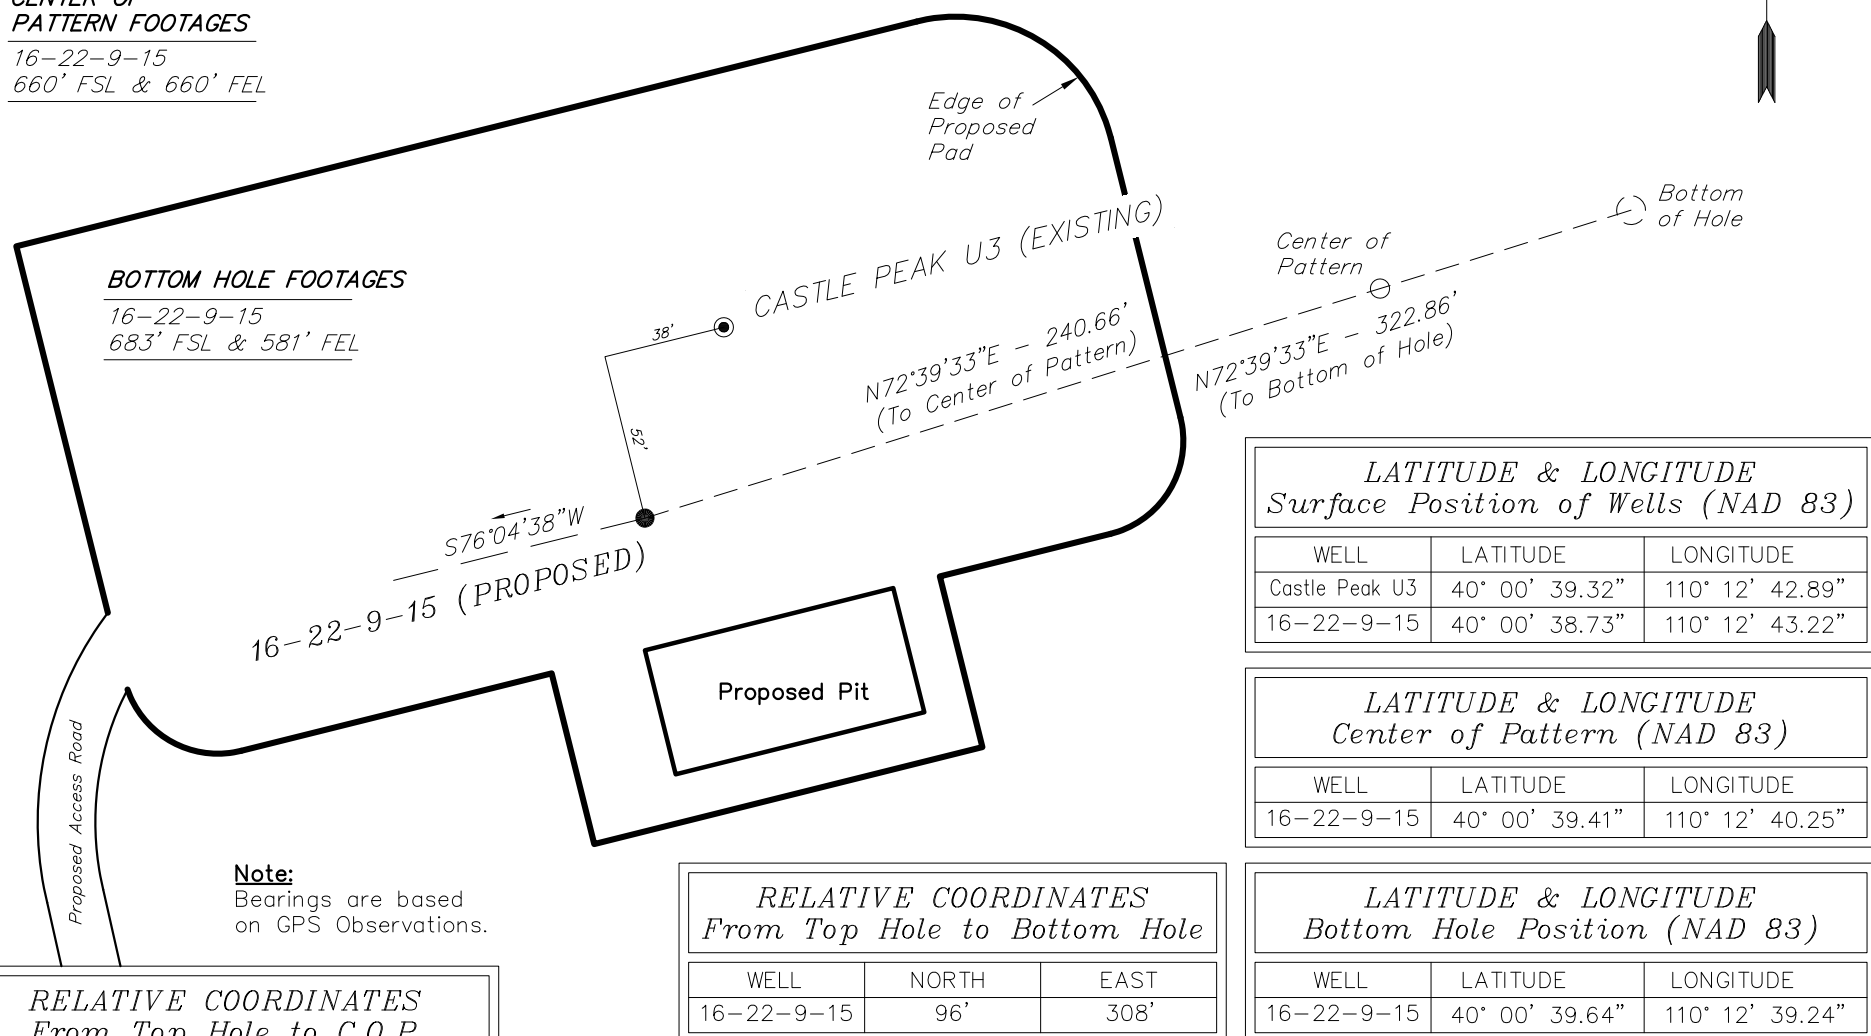 CENTER OF
PATTERN FOOTAGES
16-22-9-15
660' FSL & 660' FEL
Edge of
Proposed
Pad
Bottom
of Hole
Center of
Pattern
CASTLE PEAK U3 (EXISTING)
BOTTOM HOLE FOOTAGES
16-22-9-15
683' FSL & 581' FEL
38'
52'
N72°39'33"E - 240.66'
(To Center of Pattern)
N72°39'33"E - 322.86'
(To Bottom of Hole)
S76°04'38"W
16-22-9-15 (PROPOSED)
Proposed Pit
Proposed Access Road
Note:
Bearings are based
on GPS Observations.
LATITUDE & LONGITUDE
Surface Position of Wells (NAD 83)
WELL LATITUDE LONGITUDE
Castle Peak U3 40° 00' 39.32" 110° 12' 42.89"
16-22-9-15 40° 00' 38.73" 110° 12' 43.22"
LATITUDE & LONGITUDE
Center of Pattern (NAD 83)
WELL LATITUDE LONGITUDE
16-22-9-15 40° 00' 39.41" 110° 12' 40.25"
LATITUDE & LONGITUDE
Bottom Hole Position (NAD 83)
WELL LATITUDE LONGITUDE
16-22-9-15 40° 00' 39.64" 110° 12' 39.24"
RELATIVE COORDINATES
From Top Hole to Bottom Hole
WELL NORTH EAST
16-22-9-15 96' 308'
RELATIVE COORDINATES
From Top Hole to C.O.P.